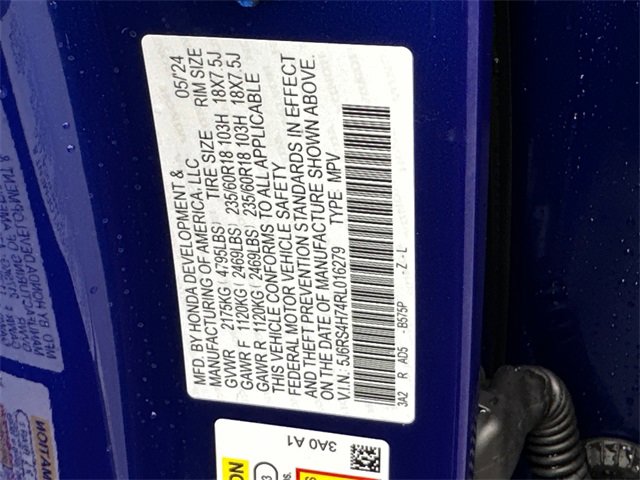 MFD. BY HONDA DEVELOPMENT & 05/24
MANUFACTURING OF AMERICA, LLC
TIRE SIZE RIM SIZE
GVWR 2175KG ( 4795LBS)
GAWR F 1120KG ( 2469LBS) 235/60R18 103H 18X7.5J
GAWR R 1120KG ( 2469LBS) 235/60R18 103H 18X7.5J
THIS VEHICLE CONFORMS TO ALL APPLICABLE
FEDERAL MOTOR VEHICLE SAFETY
AND THEFT PREVENTION STANDARDS IN EFFECT
ON THE DATE OF MANUFACTURE SHOWN ABOVE.
V.I.N: 5J6RS4H74RL016279 TYPE MPV
3A2 R AD5 -B575P -Z-L
3A0 A1